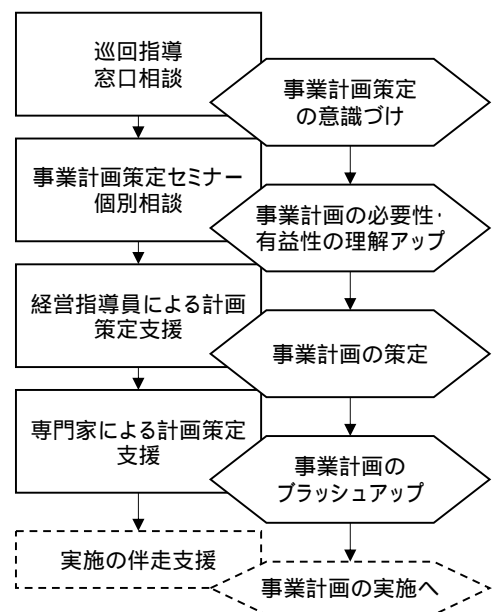 巡回指導
窓口相談
事業計画策定
の意識づけ
事業計画策定セミナー
個別相談
事業計画の必要性・
有益性の理解アップ
経営指導員による計画
策定支援
事業計画の策定
専門家による計画策定
支援
事業計画の
ブラッシュアップ
実施の伴走支援
事業計画の実施へ